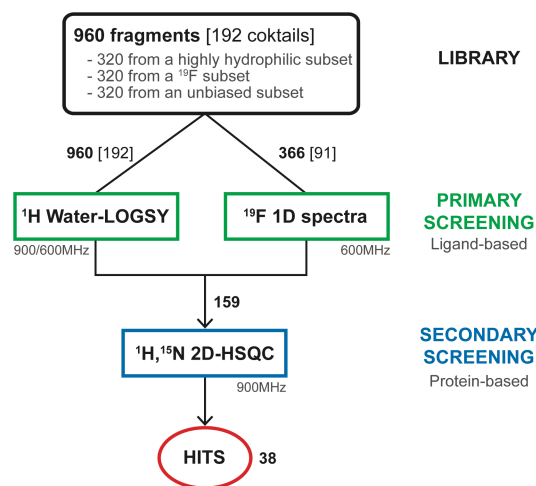 960 fragments [192 coktails]
- 320 from a highly hydrophilic subset
- 320 from a ¹⁹F subset
- 320 from an unbiased subset
LIBRARY
960 [192]
366 [91]
¹H Water-LOGSY
¹⁹F 1D spectra
900/600MHz
600MHz
PRIMARY
SCREENING
Ligand-based
159
¹H,¹⁵N 2D-HSQC
900MHz
SECONDARY
SCREENING
Protein-based
HITS
38